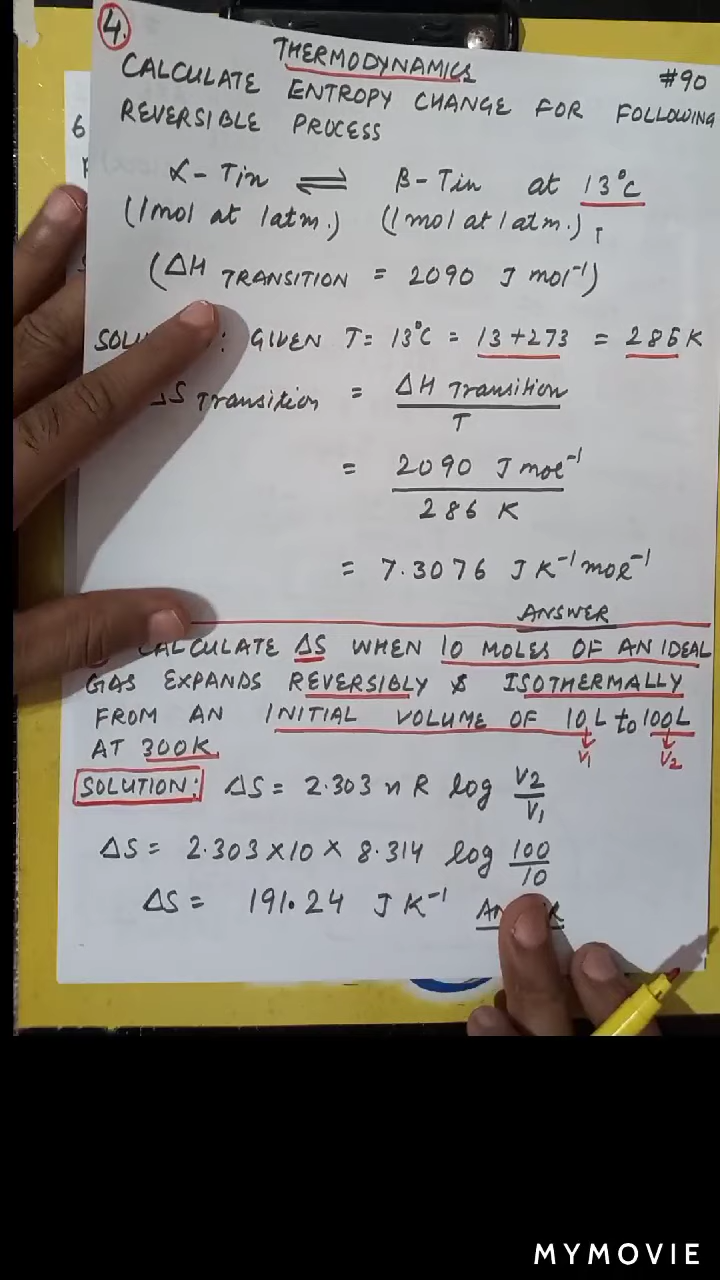 4.
THERMODYNAMICS
#90
CALCULATE ENTROPY CHANGE FOR FOLLOWING
REVERSIBLE PROCESS
α - Tin ⇌ β - Tin at 13°C
(1mol at 1atm.) (1mol at 1atm.)
(ΔH TRANSITION = 2090 J mol⁻¹)
SOLU : GIVEN T = 13°C = 13+273 = 286 K
ΔS Transition = ΔH Transition
T
= 2090 J mol⁻¹
286 K
= 7.3076 J K⁻¹ mol⁻¹
ANSWER
CALCULATE ΔS WHEN 10 MOLES OF AN IDEAL
GAS EXPANDS REVERSIBLY & ISOTHERMALLY
FROM AN INITIAL VOLUME OF 10L to 100L
AT 300K
V1 V2
SOLUTION: ΔS = 2.303 n R log V2/V1
ΔS = 2.303 × 10 × 8.314 log 100/10
ΔS = 191.24 J K⁻¹
6
MYMOVIE